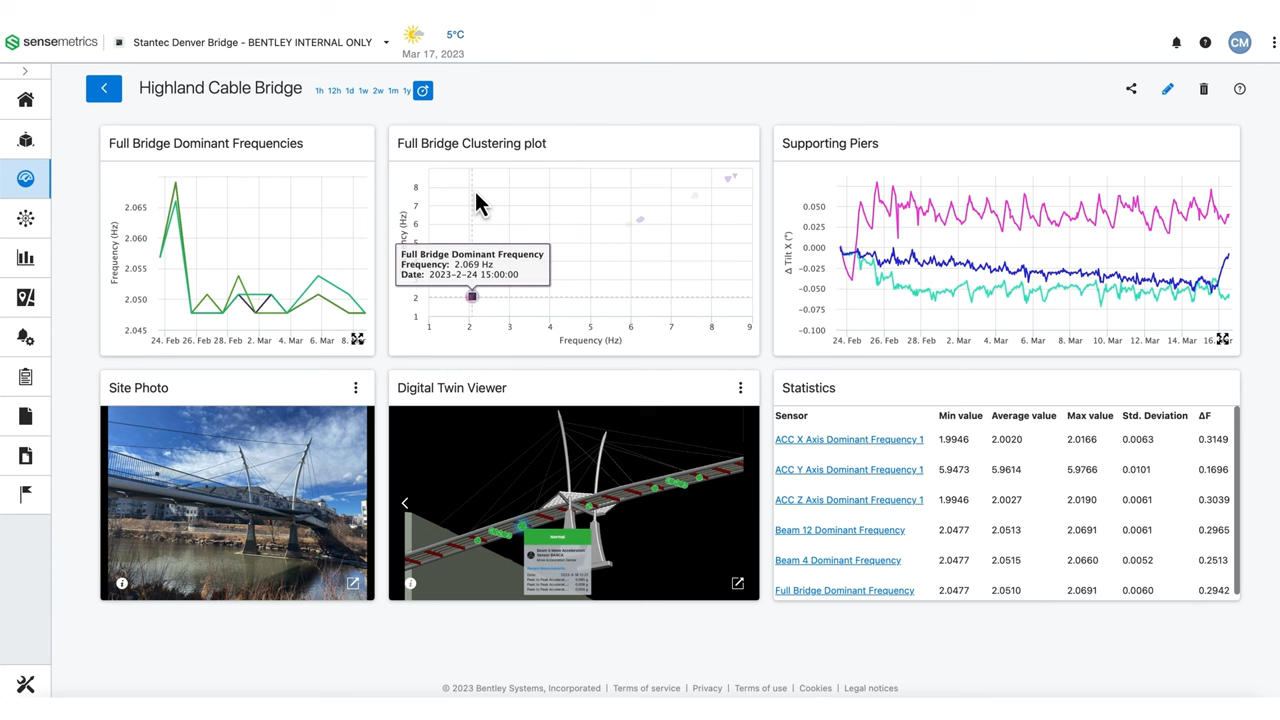 sensemetrics
Stantec Denver Bridge - BENTLEY INTERNAL ONLY
5°C
Mar 17, 2023
CM
Highland Cable Bridge
1h 12h 1d 1w 2w 1m 1y
Full Bridge Dominant Frequencies
Frequency (Hz)
2.065
2.060
2.055
2.050
2.045
24. Feb 26. Feb 28. Feb 2. Mar 4. Mar 6. Mar 8.
Full Bridge Clustering plot
8
7
6
2
1
1 2 3 4 5 6 7 8 9
Frequency (Hz)
Full Bridge Dominant Frequency
Frequency: 2.069 Hz
Date: 2023-2-24 15:00:00
Supporting Piers
Δ Tilt X (°)
0.050
0.025
0.000
-0.025
-0.050
-0.100
24. Feb 26. Feb 28. Feb 2. Mar 4. Mar 6. Mar 8. Mar 10. Mar 12. Mar 14. Mar 16.
Site Photo
Digital Twin Viewer
Normal
Statistics
Sensor Min value Average value Max value Std. Deviation ΔF
ACC X Axis Dominant Frequency 1 1.9946 2.0020 2.0166 0.0063 0.3149
ACC Y Axis Dominant Frequency 1 5.9473 5.9614 5.9766 0.0101 0.1696
ACC Z Axis Dominant Frequency 1 1.9946 2.0027 2.0190 0.0061 0.3039
Beam 12 Dominant Frequency 2.0477 2.0513 2.0691 0.0061 0.2965
Beam 4 Dominant Frequency 2.0477 2.0515 2.0660 0.0052 0.2513
Full Bridge Dominant Frequency 2.0477 2.0510 2.0691 0.0060 0.2942
© 2023 Bentley Systems, Incorporated | Terms of service | Privacy | Terms of use | Cookies | Legal notices